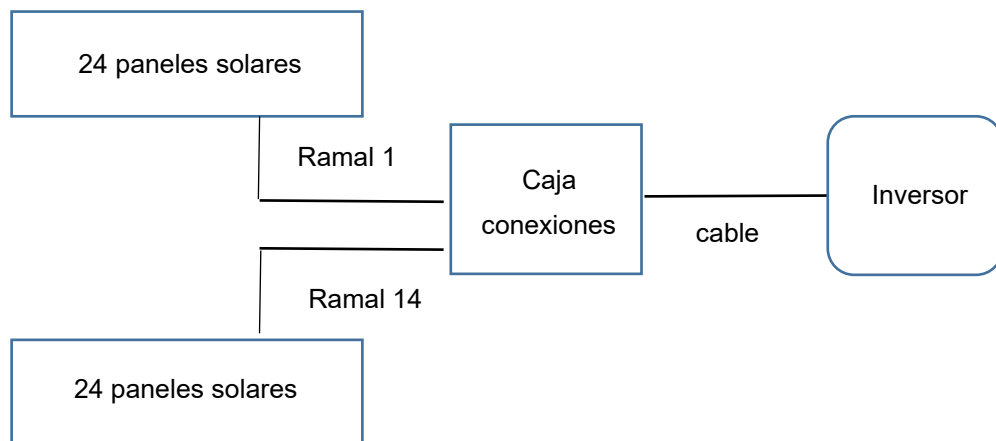 24 paneles solares
Ramal 1
Caja
conexiones
cable
Inversor
Ramal 14
24 paneles solares